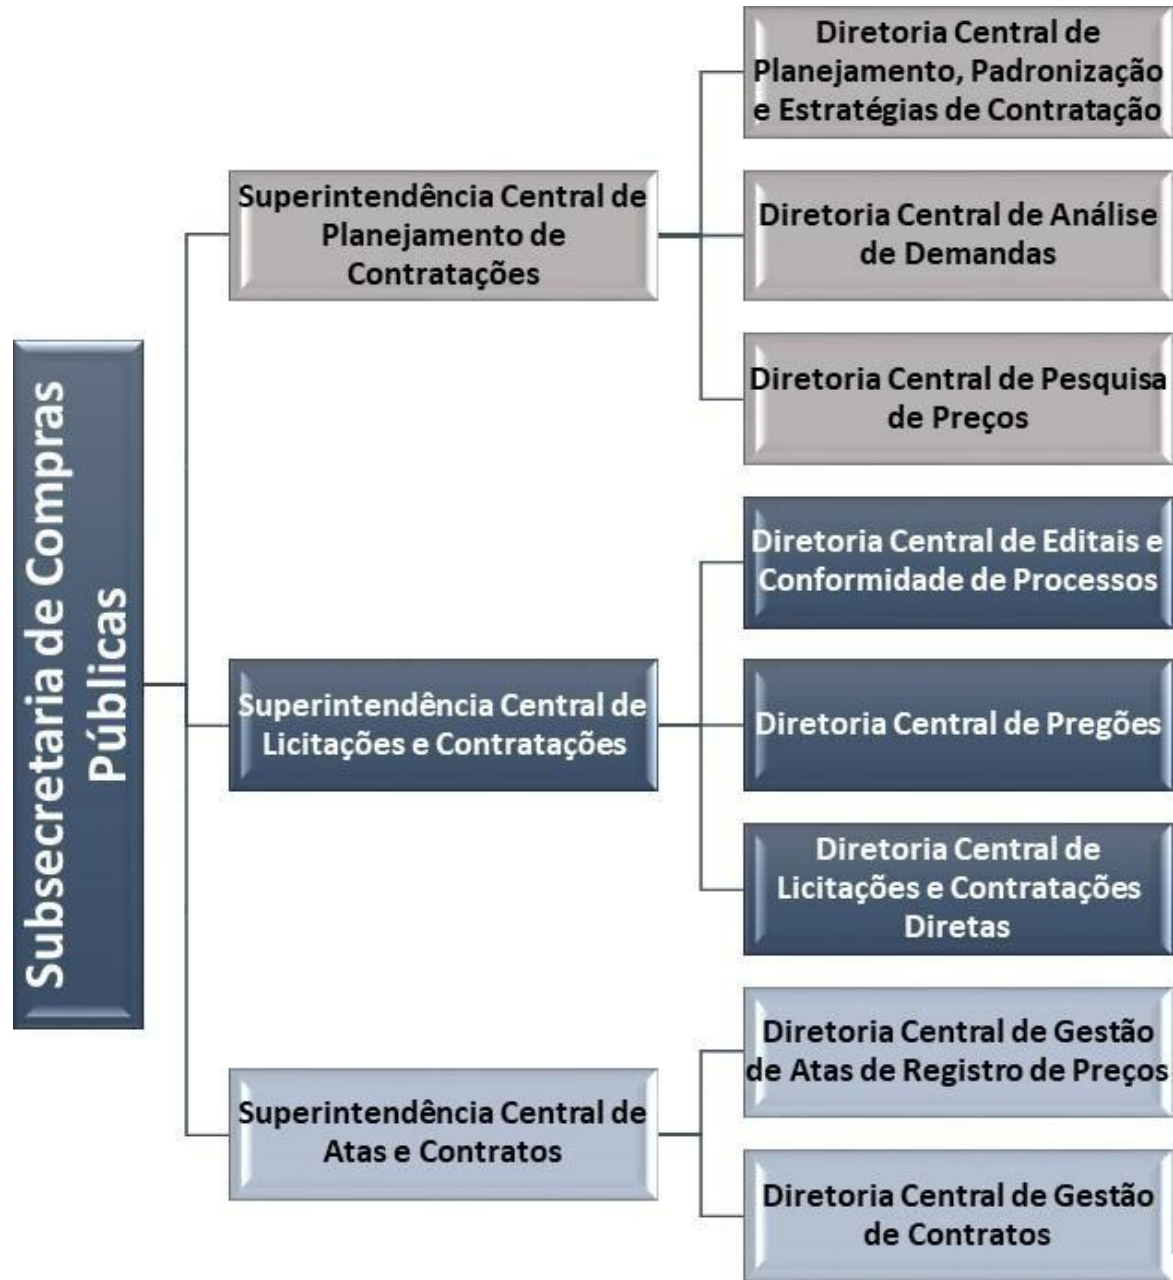 Subsecretaria de Compras
Públicas
Superintendência Central de
Planejamento de
Contratações
Diretoria Central de
Planejamento, Padronização
e Estratégias de Contratação
Diretoria Central de Análise
de Demandas
Diretoria Central de Pesquisa
de Preços
Superintendência Central de
Licitações e Contratações
Diretoria Central de Editais e
Conformidade de Processos
Diretoria Central de Pregões
Diretoria Central de
Licitações e Contratações
Diretas
Superintendência Central de
Atas e Contratos
Diretoria Central de Gestão
de Atas de Registro de Preços
Diretoria Central de Gestão
de Contratos